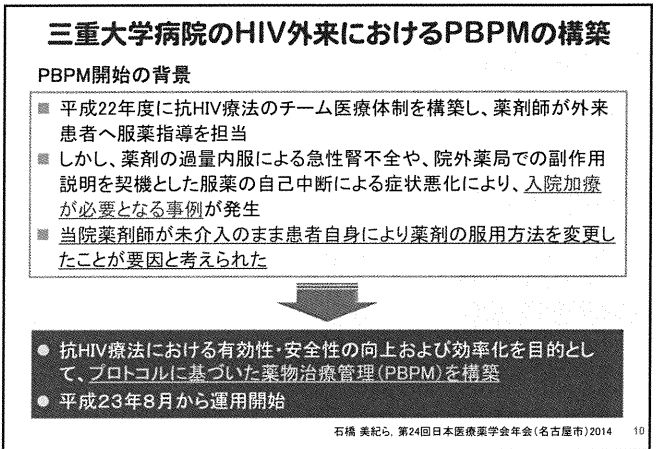 三重大学病院のHIV外来におけるPBPMの構築
PBPM開始の背景
■ 平成22年度に抗HIV療法のチーム医療体制を構築し、薬剤師が外来
患者へ服薬指導を担当
■ しかし、薬剤の過量内服による急性腎不全や、院外薬局での副作用
説明を契機とした服薬の自己中断による症状悪化により、入院加療
が必要となる事例が発生
■ 当院薬剤師が未介入のまま患者自身により薬剤の服用方法を変更し
たことが要因と考えられた
● 抗HIV療法における有効性・安全性の向上および効率化を目的とし
て、プロトコルに基づいた薬物治療管理(PBPM)を構築
● 平成23年8月から運用開始
石橋 美紀ら, 第24回日本医療薬学会年会(名古屋市)2014 10